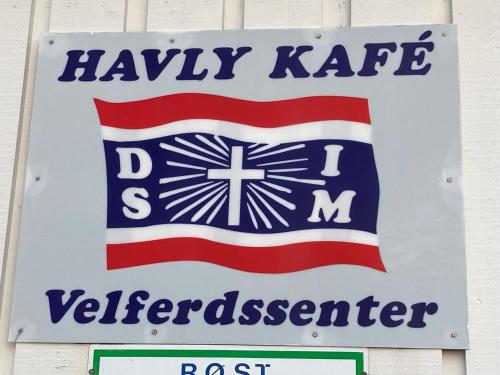 HAVLY KAFÉ
D I
S M
Velferdssenter
RØST